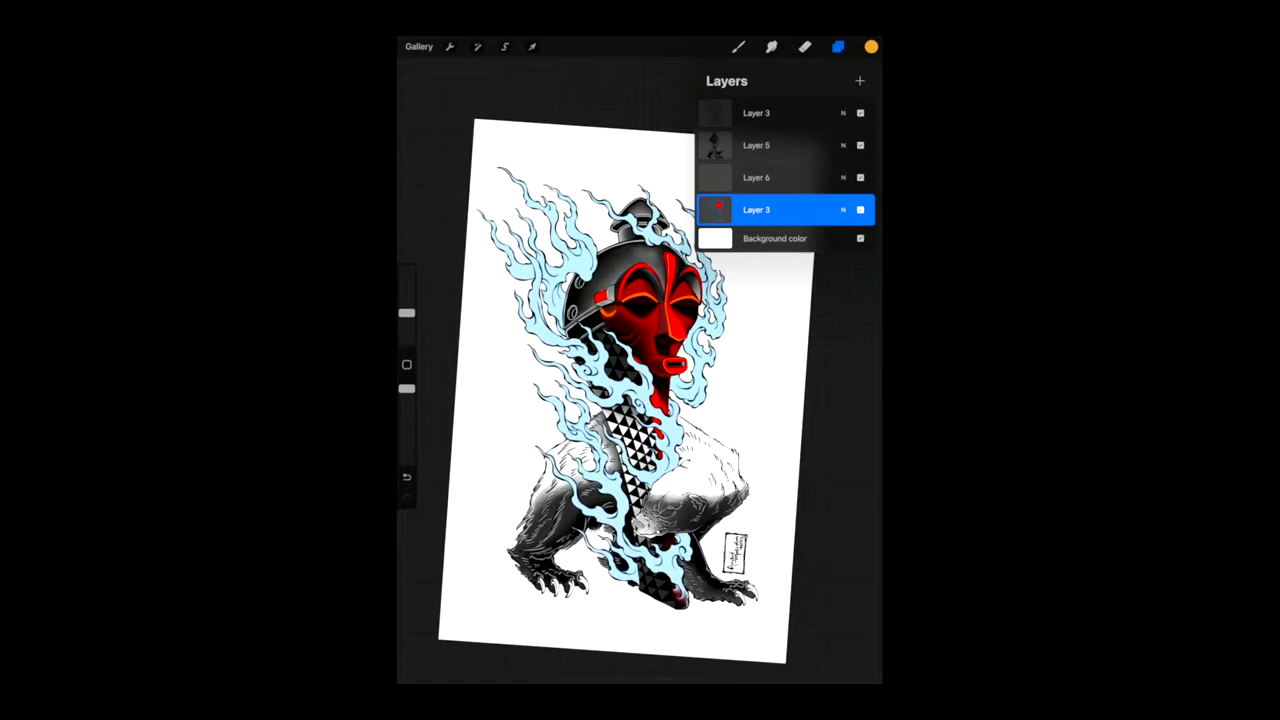 Gallery
Layers
Layer 3 N
Layer 5 N
Layer 6 N
Layer 3 N
Background color